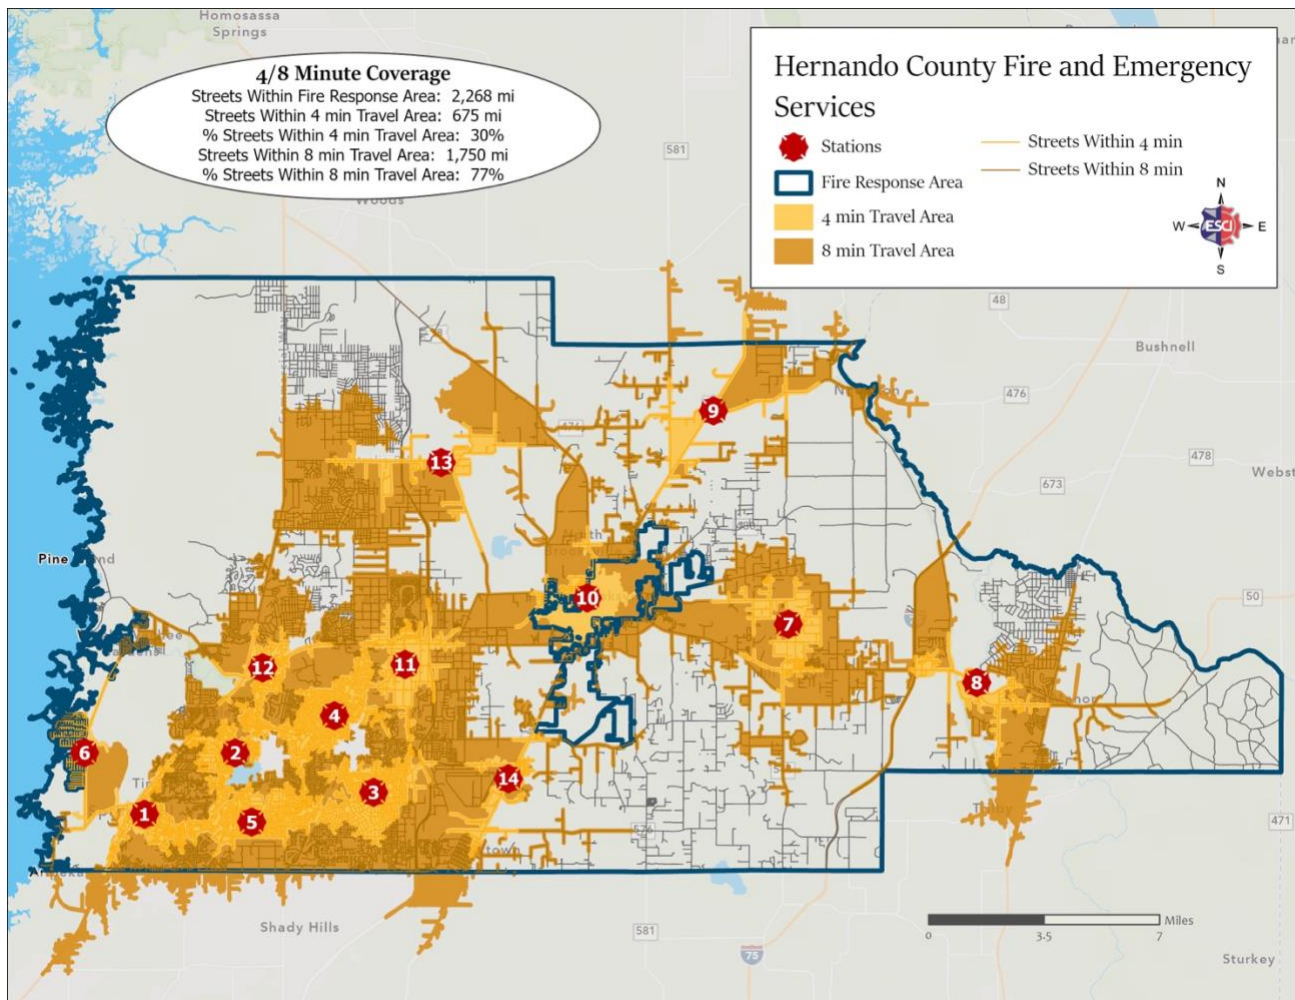 Homosassa
Springs
4/8 Minute Coverage
Streets Within Fire Response Area: 2,268 mi
Streets Within 4 min Travel Area: 675 mi
% Streets Within 4 min Travel Area: 30%
Streets Within 8 min Travel Area: 1,750 mi
% Streets Within 8 min Travel Area: 77%
Woods
Hernando County Fire and Emergency
Services
Stations
Fire Response Area
4 min Travel Area
8 min Travel Area
Streets Within 4 min
Streets Within 8 min
N
W
ESCI
E
S
581
48
Bushnell
476
9
476
13
478
Webst
673
North
Pine
10
50
7
11
12
8
4
2
6
14
3
1
5
576
471
Shady Hills
581
75
Miles
0
3.5
7
Sturkey